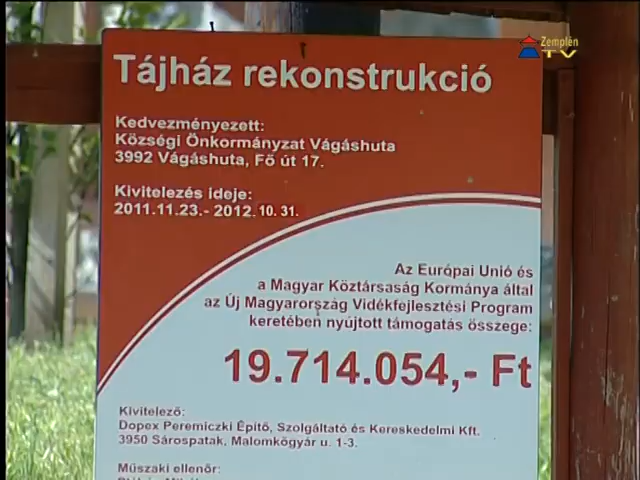 Zemplén
TV
Tájház rekonstrukció
Kedvezményezett:
Községi Önkormányzat Vágáshuta
3992 Vágáshuta, Fő út 17.
Kivitelezés ideje:
2011.11.23.- 2012. 10. 31.
Az Európai Unió és
a Magyar Köztársaság Kormánya által
az Új Magyarország Vidékfejlesztési Program
keretében nyújtott támogatás összege:
19.714.054,- Ft
Kivitelező:
Dopex Peremiczki Építő, Szolgáltató és Kereskedelmi Kft.
3950 Sárospatak, Malomkőgyár u. 1-3.
Műszaki ellenőr: